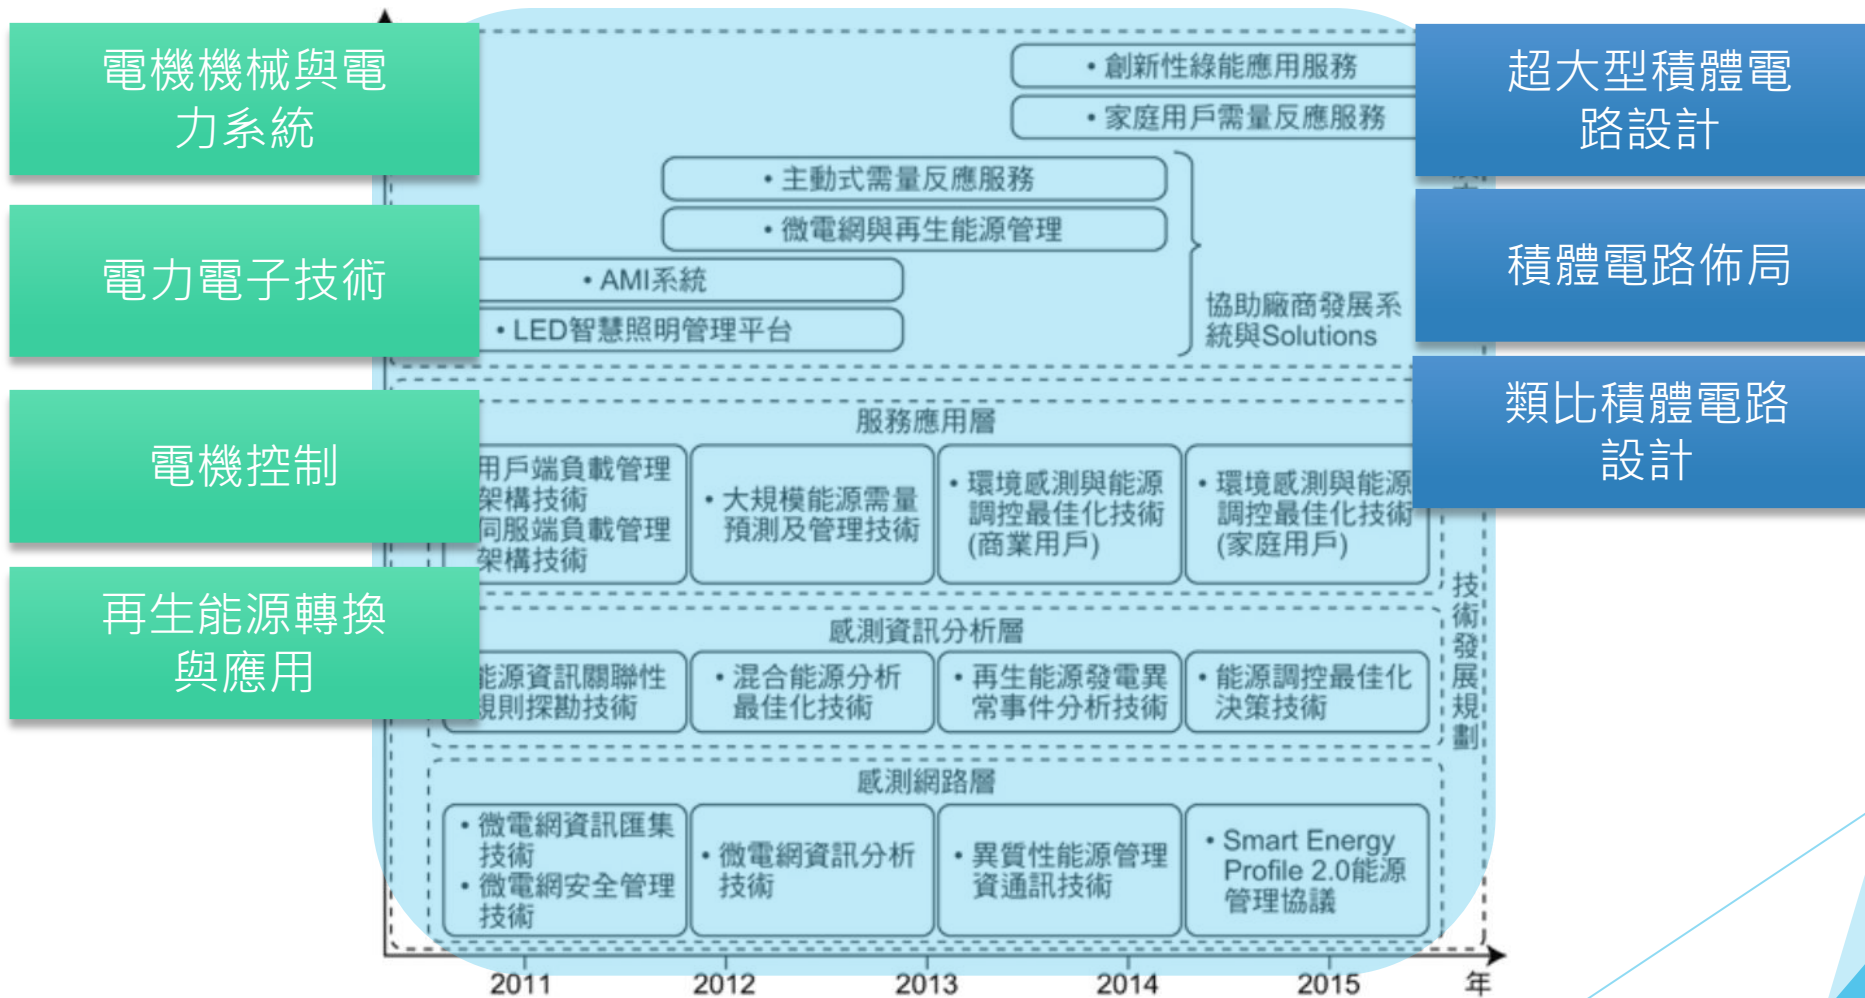 電機機械與電
力系統
電力電子技術
電機控制
再生能源轉換
與應用
• 創新性綠能應用服務
• 家庭用戶需量反應服務
• 主動式需量反應服務
• 微電網與再生能源管理
• AMI系統
• LED智慧照明管理平台
協助廠商發展系
統與Solutions
服務應用層
用戶端負載管理
架構技術
伺服端負載管理
架構技術
• 大規模能源需量
預測及管理技術
• 環境感測與能源
調控最佳化技術
(商業用戶)
• 環境感測與能源
調控最佳化技術
(家庭用戶)
感測資訊分析層
能源資訊關聯性
規則探勘技術
• 混合能源分析
最佳化技術
• 再生能源發電異
常事件分析技術
• 能源調控最佳化
決策技術
感測網路層
• 微電網資訊匯集
技術
• 微電網安全管理
技術
• 微電網資訊分析
技術
• 異質性能源管理
資通訊技術
• Smart Energy
Profile 2.0能源
管理協議
技術發展規劃
2011
2012
2013
2014
2015
年
超大型積體電
路設計
積體電路佈局
類比積體電路
設計